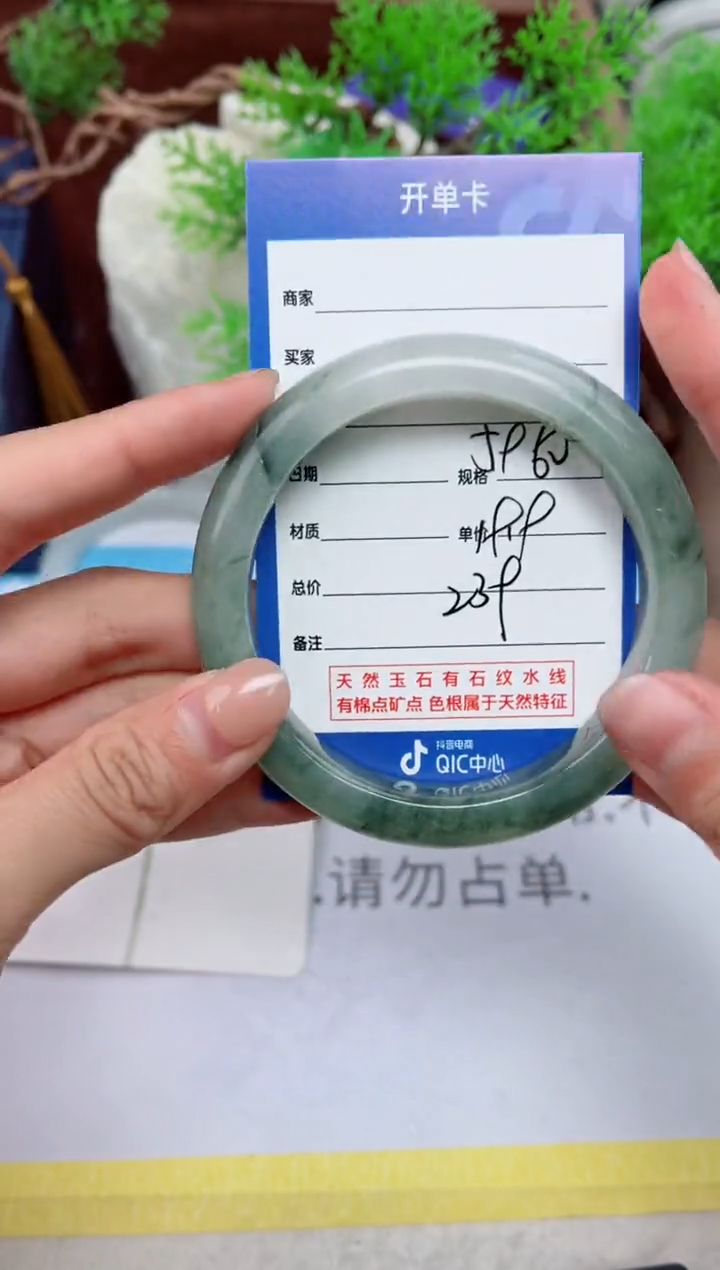 开单卡
商家
买家
日期
规格
材质
单价
总价
239
备注
天然玉石有石纹水线
有棉点矿点 色根属于天然特征
抖音电商
QIC中心
.请勿占单.